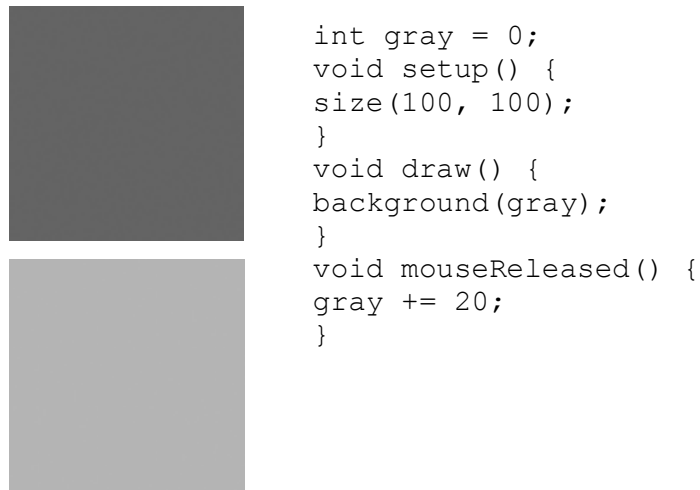 int gray = 0;
void setup() {
size(100, 100);
}
void draw() {
background(gray);
}
void mouseReleased() {
gray += 20;
}